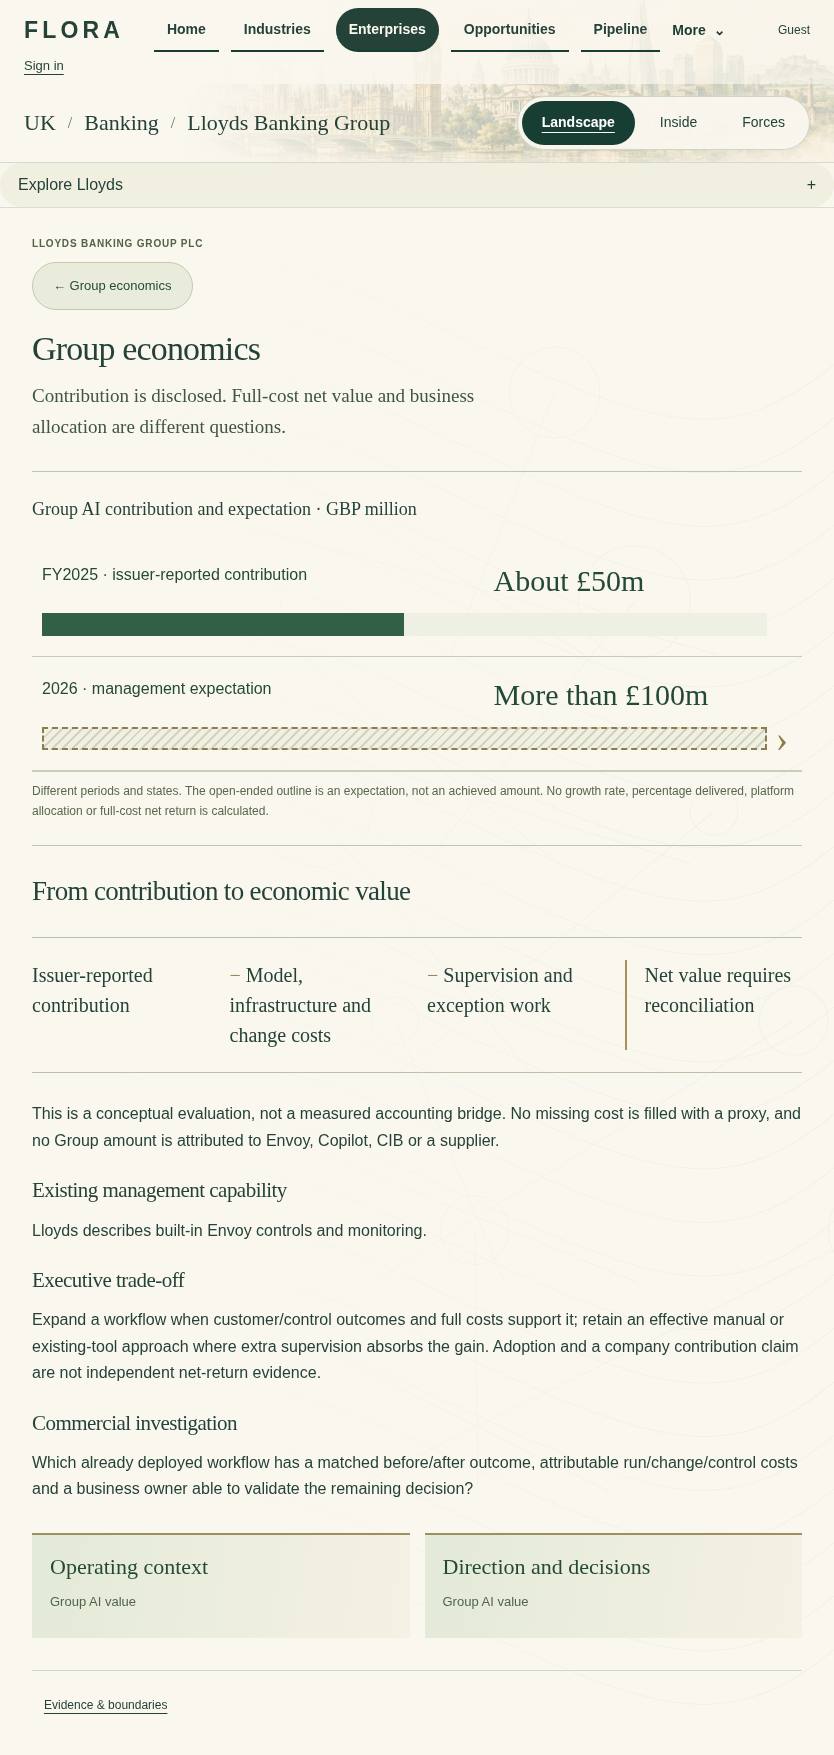 FLORA
Home
Industries
Enterprises
Opportunities
Pipeline
More ⌄
Guest
Sign in
UK / Banking / Lloyds Banking Group
Landscape
Inside
Forces
Explore Lloyds +
LLOYDS BANKING GROUP PLC
← Group economics
Group economics
Contribution is disclosed. Full-cost net value and business
allocation are different questions.
Group AI contribution and expectation · GBP million
FY2025 · issuer-reported contribution
About £50m
2026 · management expectation
More than £100m
›
Different periods and states. The open-ended outline is an expectation, not an achieved amount. No growth rate, percentage delivered, platform
allocation or full-cost net return is calculated.
From contribution to economic value
Issuer-reported
contribution
– Model,
infrastructure and
change costs
– Supervision and
exception work
Net value requires
reconciliation
This is a conceptual evaluation, not a measured accounting bridge. No missing cost is filled with a proxy, and
no Group amount is attributed to Envoy, Copilot, CIB or a supplier.
Existing management capability
Lloyds describes built-in Envoy controls and monitoring.
Executive trade-off
Expand a workflow when customer/control outcomes and full costs support it; retain an effective manual or
existing-tool approach where extra supervision absorbs the gain. Adoption and a company contribution claim
are not independent net-return evidence.
Commercial investigation
Which already deployed workflow has a matched before/after outcome, attributable run/change/control costs
and a business owner able to validate the remaining decision?
Operating context
Group AI value
Direction and decisions
Group AI value
Evidence & boundaries